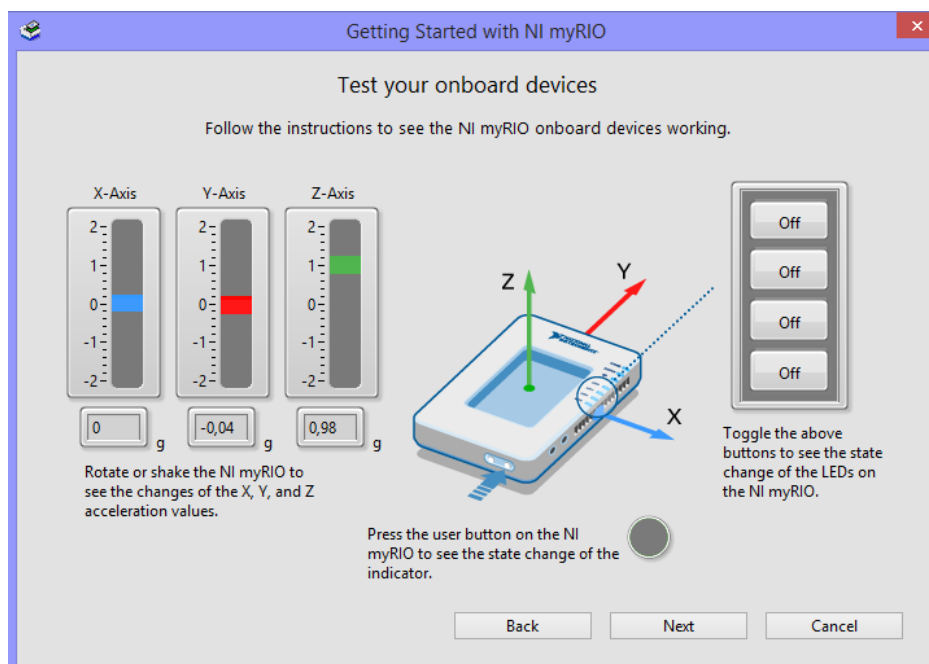 Getting Started with NI myRIO
Test your onboard devices
Follow the instructions to see the NI myRIO onboard devices working.
X-Axis
2
1
0
-1
-2
0
g
Y-Axis
2
1
0
-1
-2
-0,04
g
Z-Axis
2
1
0
-1
-2
0,98
g
Rotate or shake the NI myRIO to
see the changes of the X, Y, and Z
acceleration values.
Z
Y
X
Press the user button on the NI
myRIO to see the state change of the
indicator.
Off
Off
Off
Off
Toggle the above
buttons to see the state
change of the LEDs on
the NI myRIO.
Back
Next
Cancel